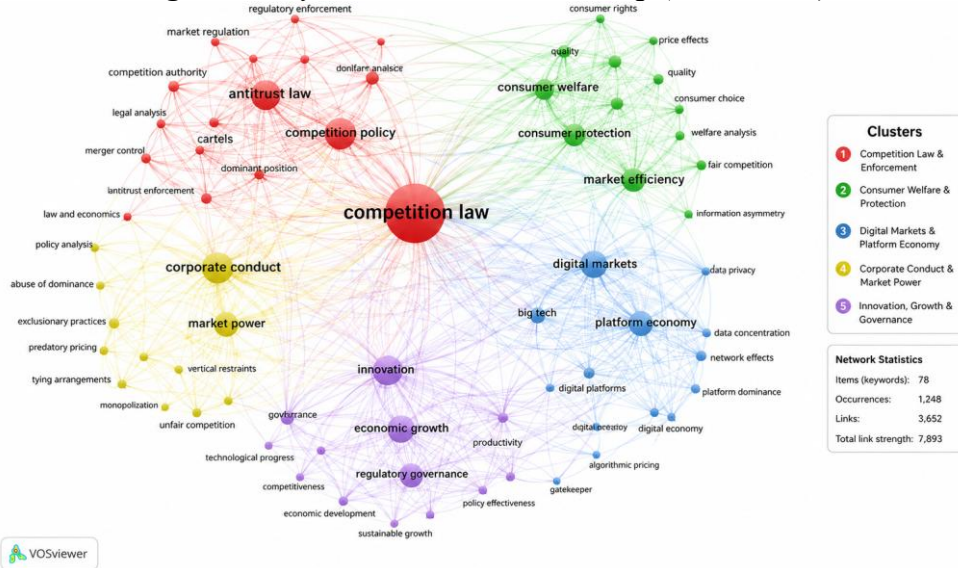 regulatory enforcement
consumer rights
market regulation
price effects
quality
donlfare analsice
competition authority
quality
consumer welfare
antitrust law
consumer choice
legal analysis
competition policy
consumer protection
welfare analysis
cartels
merger control
dominant position
fair competition
market efficiency
antitrust enforcement
competition law
information asymmetry
law and economics
policy analysis
corporate conduct
digital markets
data privacy
abuse of dominance
big tech
exclusionary practices
market power
platform economy
data concentration
predatory pricing
network effects
vertical restraints
innovation
tying arrangements
digital platforms
platform dominance
monopolization
unfair competition
economic growth
digital economy
productivity
technological progress
algorithmic pricing
regulatory governance
competitiveness
gatekeeper
policy effectiveness
economic development
sustainable growth
Clusters
1 Competition Law &
Enforcement
2 Consumer Welfare &
Protection
3 Digital Markets &
Platform Economy
4 Corporate Conduct &
Market Power
5 Innovation, Growth &
Governance
Network Statistics
Items (keywords): 78
Occurrences: 1,248
Links: 3,652
Total link strength: 7,893
VOSviewer